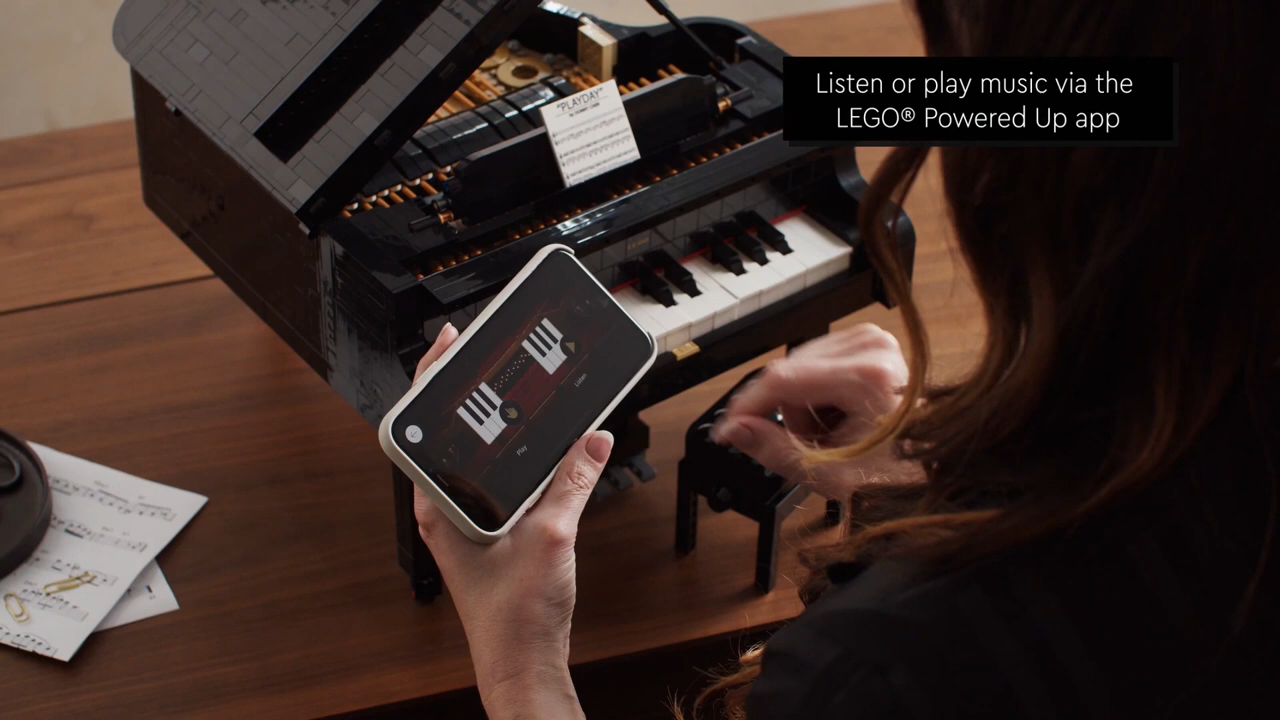 Listen or play music via the
LEGO® Powered Up app
"PLAYDAY"
Listen
Play